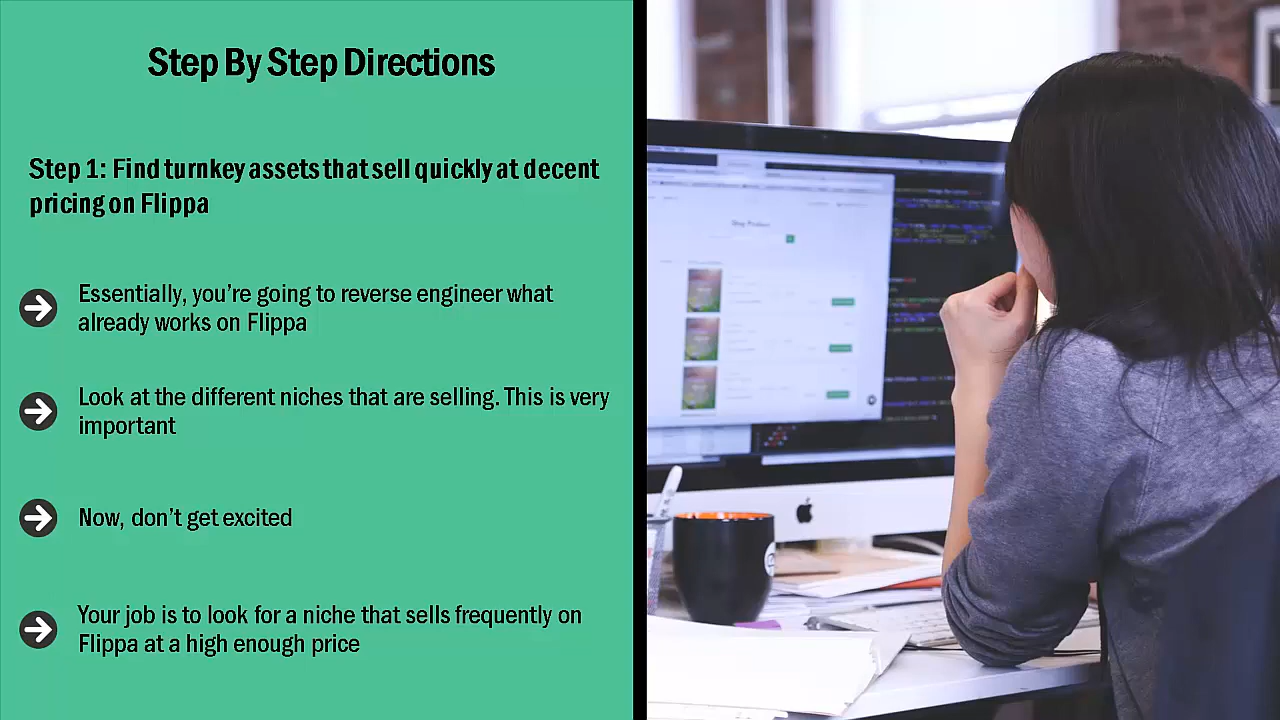 Step By Step Directions
Step 1: Find turnkey assets that sell quickly at decent
pricing on Flippa
Essentially, you’re going to reverse engineer what
already works on Flippa
Look at the different niches that are selling. This is very
important
Now, don’t get excited
Your job is to look for a niche that sells frequently on
Flippa at a high enough price